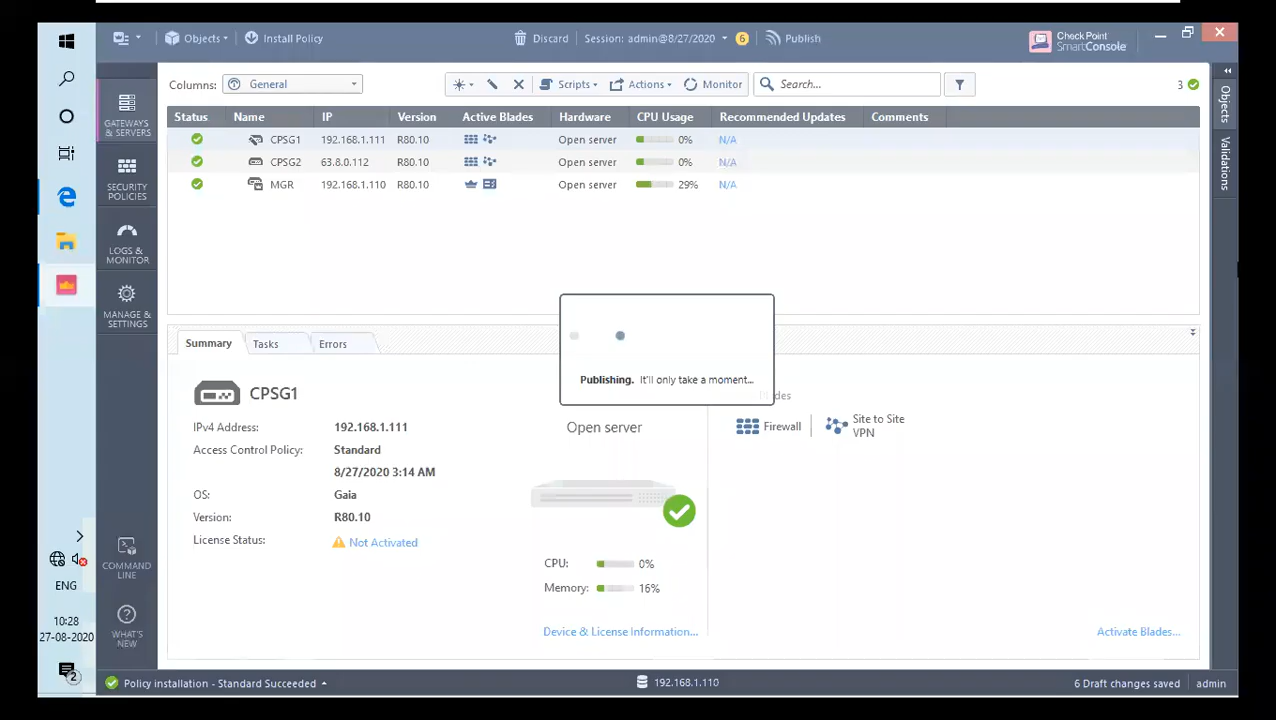 Objects
Install Policy
Discard
Session: admin@8/27/2020
6
Publish
Check Point
SmartConsole
Columns:
General
Scripts
Actions
Monitor
Search...
3
GATEWAYS
& SERVERS
SECURITY
POLICIES
LOGS &
MONITOR
MANAGE &
SETTINGS
COMMAND
LINE
WHAT'S
NEW
Objects
Validations
Status Name IP Version Active Blades Hardware CPU Usage Recommended Updates Comments
CPSG1 192.168.1.111 R80.10 Open server 0% N/A
CPSG2 63.8.0.112 R80.10 Open server 0% N/A
MGR 192.168.1.110 R80.10 Open server 29% N/A
Publishing. It'll only take a moment...
Summary Tasks Errors
CPSG1
IPv4 Address: 192.168.1.111
Access Control Policy: Standard
8/27/2020 3:14 AM
OS: Gaia
Version: R80.10
License Status: Not Activated
Open server
CPU: 0%
Memory: 16%
Device & License Information...
Firewall
Site to Site
VPN
Activate Blades...
ENG
10:28
27-08-2020
2
Policy installation - Standard Succeeded
192.168.1.110
6 Draft changes saved
admin